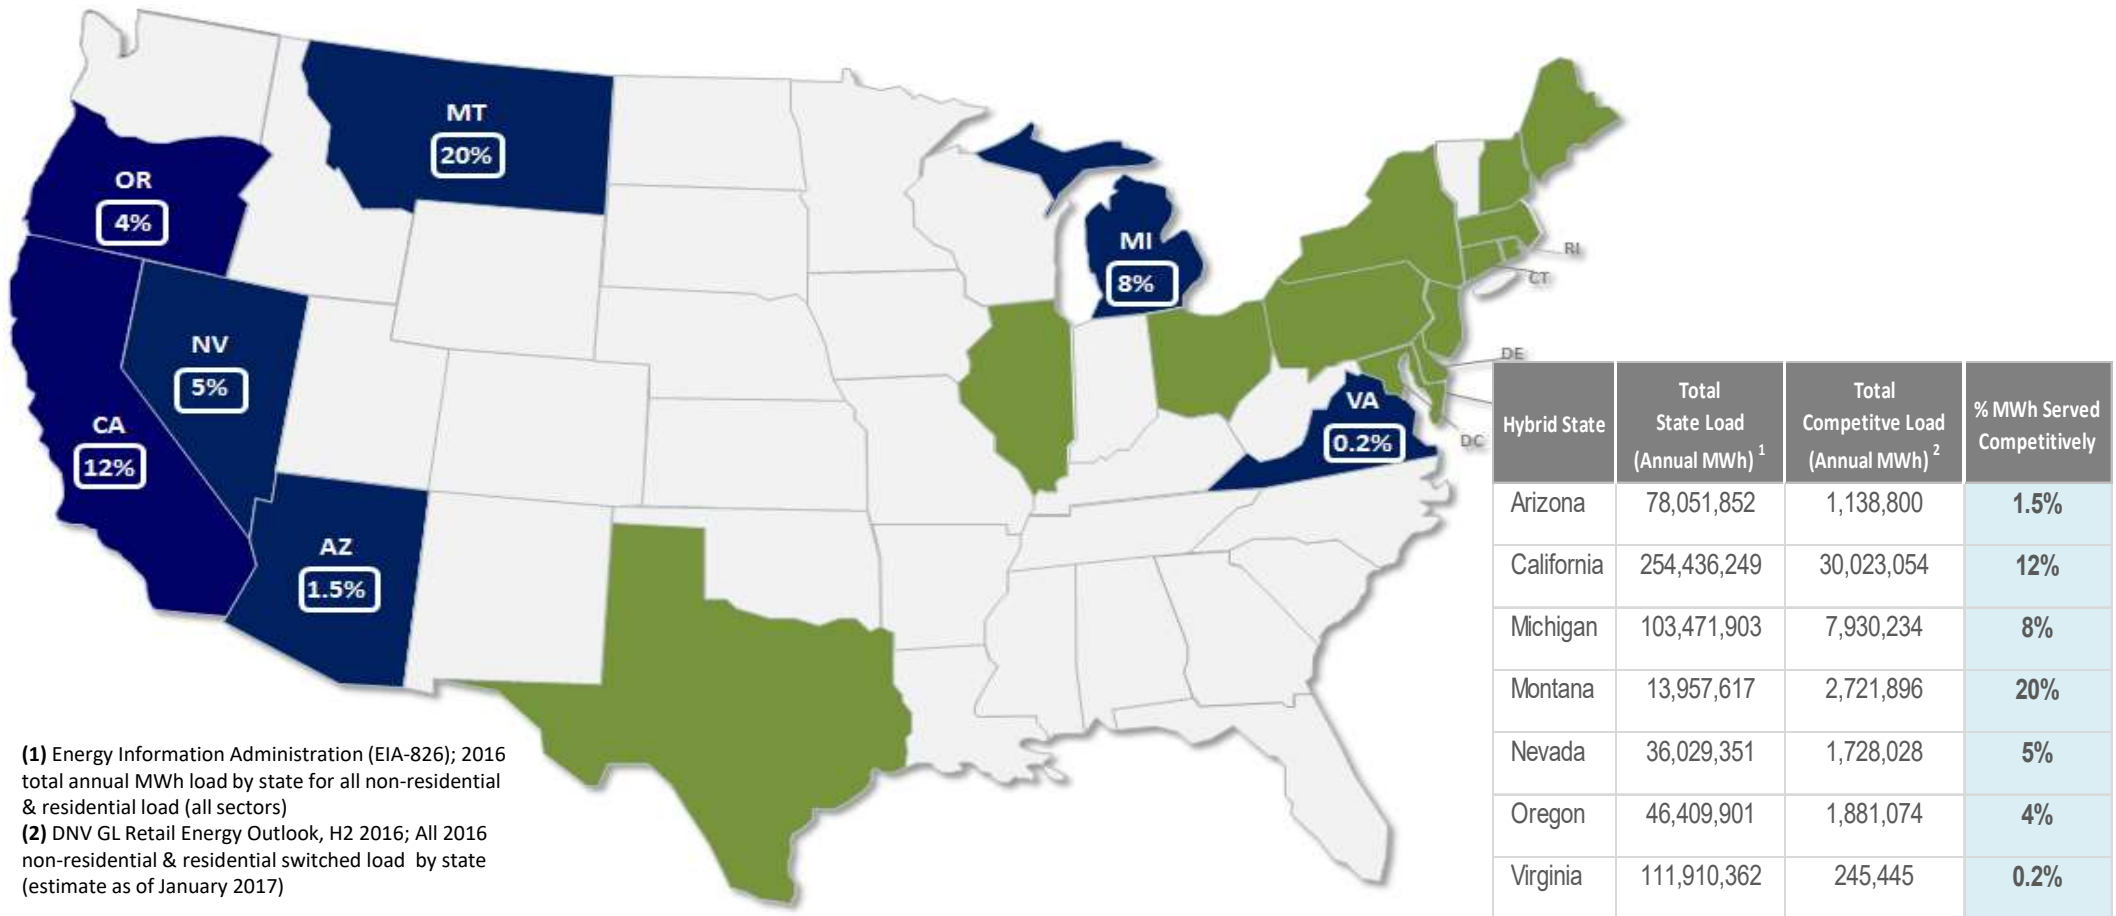 MT
20%
OR
4%
MI
8%
NV
5%
CA
12%
AZ
1.5%
VA
0.2%
RI
CT
DE
DC
Hybrid State
Total
State Load
(Annual MWh) 1
Total
Competitve Load
(Annual MWh) 2
% MWh Served
Competitively
Arizona 78,051,852 1,138,800 1.5%
California 254,436,249 30,023,054 12%
Michigan 103,471,903 7,930,234 8%
Montana 13,957,617 2,721,896 20%
Nevada 36,029,351 1,728,028 5%
Oregon 46,409,901 1,881,074 4%
Virginia 111,910,362 245,445 0.2%
(1) Energy Information Administration (EIA-826); 2016
total annual MWh load by state for all non-residential
& residential load (all sectors)
(2) DNV GL Retail Energy Outlook, H2 2016; All 2016
non-residential & residential switched load by state
(estimate as of January 2017)